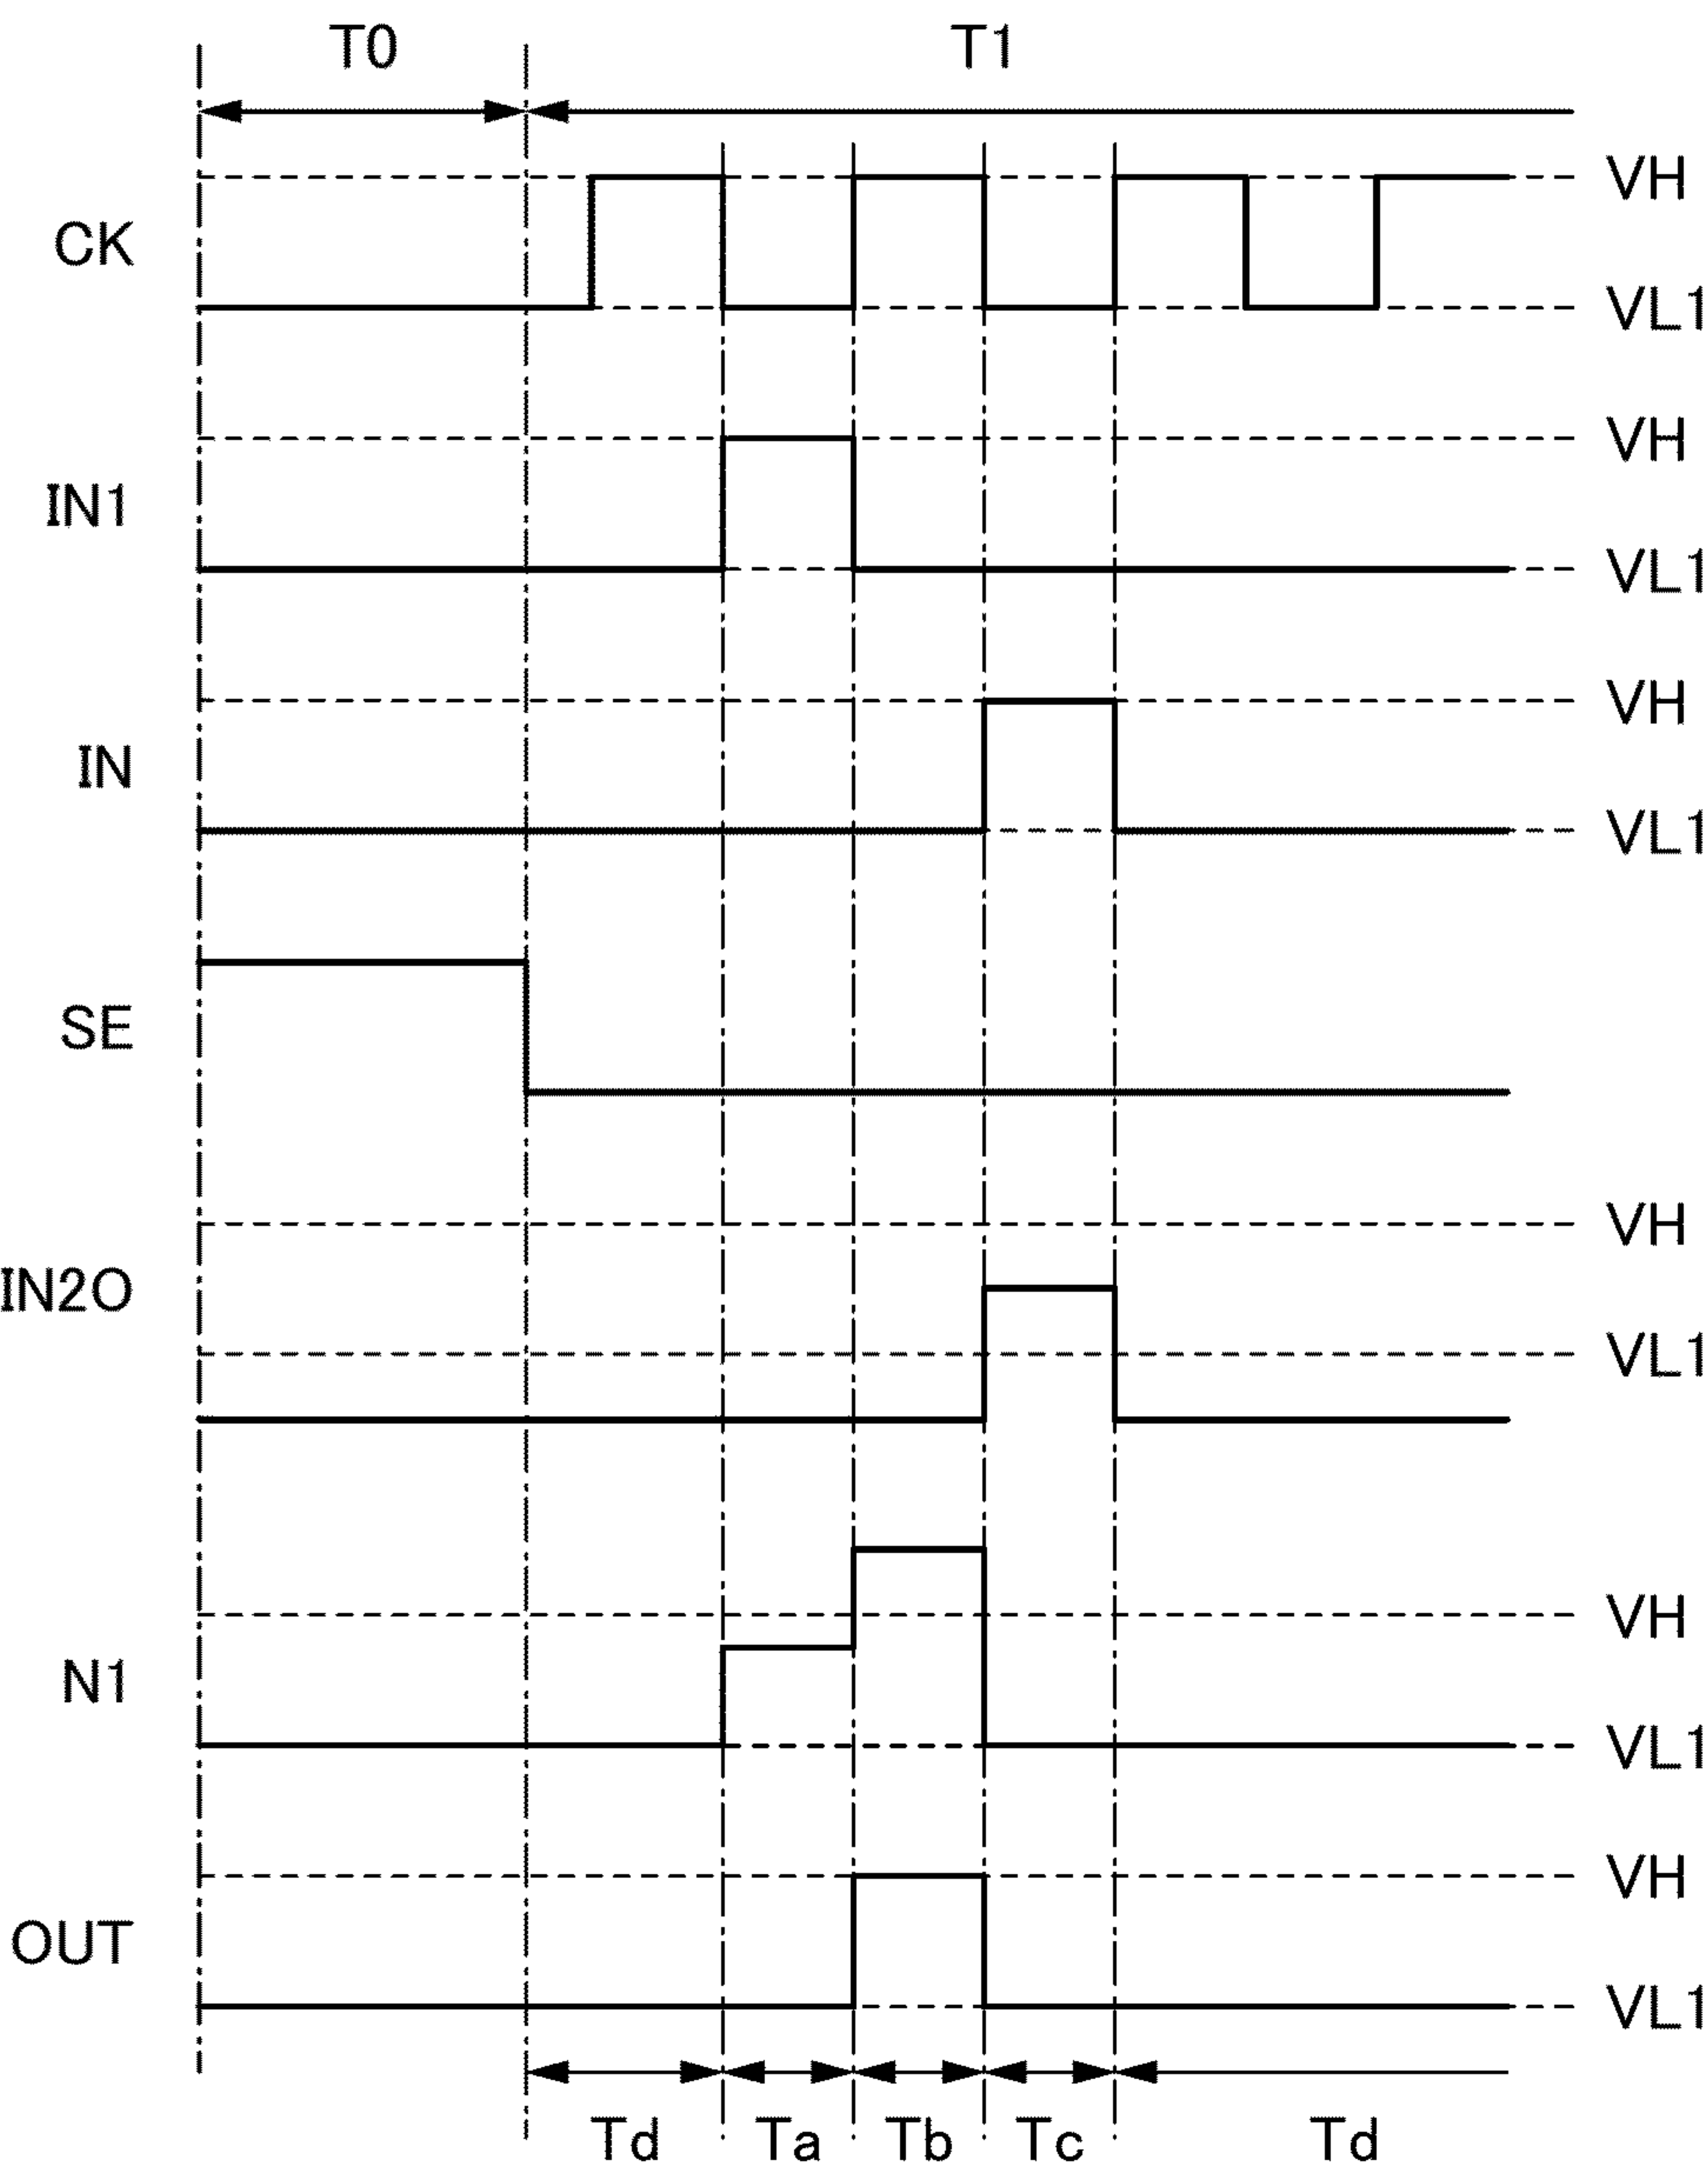 T0 T1
VH
CK
VL1
VH
IN1
VL1
VH
IN
VL1
SE
VH
IN2O
VL1
VH
N1
VL1
VH
OUT
VL1
Td Ta Tb Tc Td